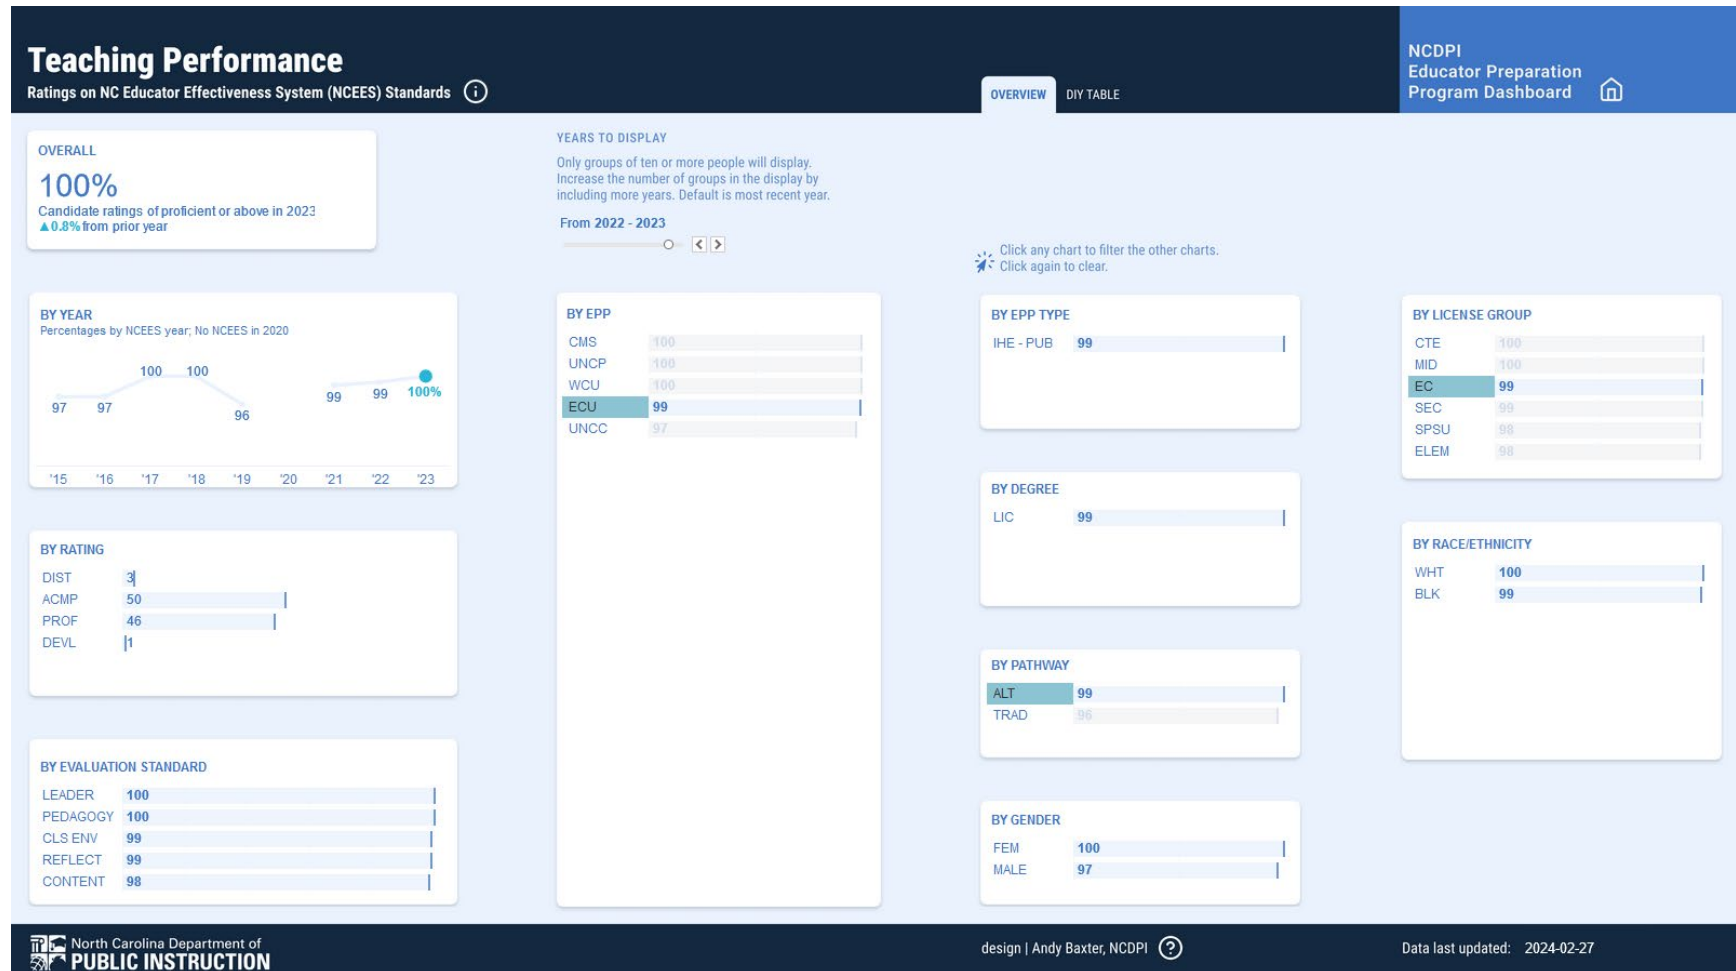 Teaching Performance
Ratings on NC Educator Effectiveness System (NCEES) Standards
OVERVIEW
DIY TABLE
NCDPI
Educator Preparation
Program Dashboard
OVERALL
100%
Candidate ratings of proficient or above in 2023
▲0.8% from prior year
YEARS TO DISPLAY
Only groups of ten or more people will display.
Increase the number of groups in the display by
including more years. Default is most recent year.
From 2022 - 2023
Click any chart to filter the other charts.
Click again to clear.
BY YEAR
Percentages by NCEES year; No NCEES in 2020
97 97 100 100 96 99 99 100%
'15 '16 '17 '18 '19 '20 '21 '22 '23
BY RATING
DIST 3
ACMP 50
PROF 46
DEVL 1
BY EVALUATION STANDARD
LEADER 100
PEDAGOGY 100
CLS ENV 99
REFLECT 99
CONTENT 98
BY EPP
CMS 100
UNCP 100
WCU 100
ECU 99
UNCC 97
BY EPP TYPE
IHE - PUB 99
BY DEGREE
LIC 99
BY PATHWAY
ALT 99
TRAD 96
BY GENDER
FEM 100
MALE 97
BY LICENSE GROUP
CTE 100
MID 100
EC 99
SEC 99
SPSU 98
ELEM 98
BY RACE/ETHNICITY
WHT 100
BLK 99
North Carolina Department of
PUBLIC INSTRUCTION
design | Andy Baxter, NCDPI
Data last updated: 2024-02-27